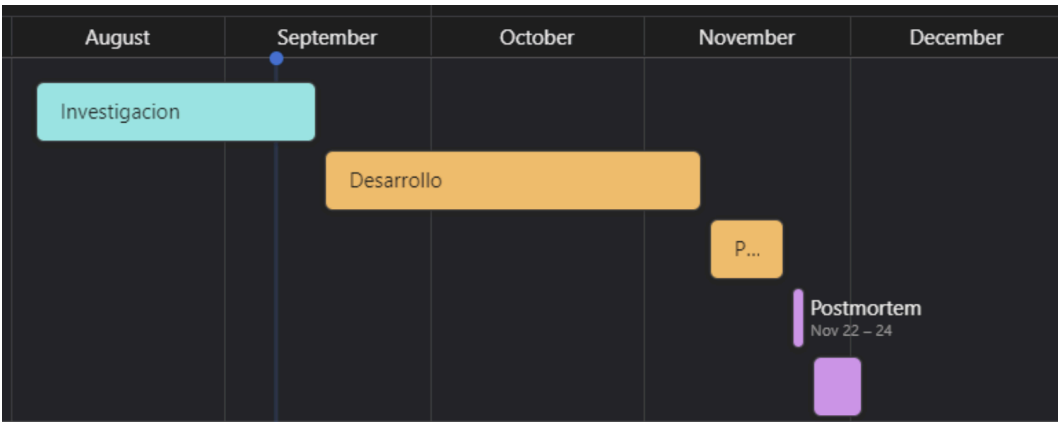 August September October November December
Investigacion
Desarrollo
P...
Postmortem
Nov 22 – 24